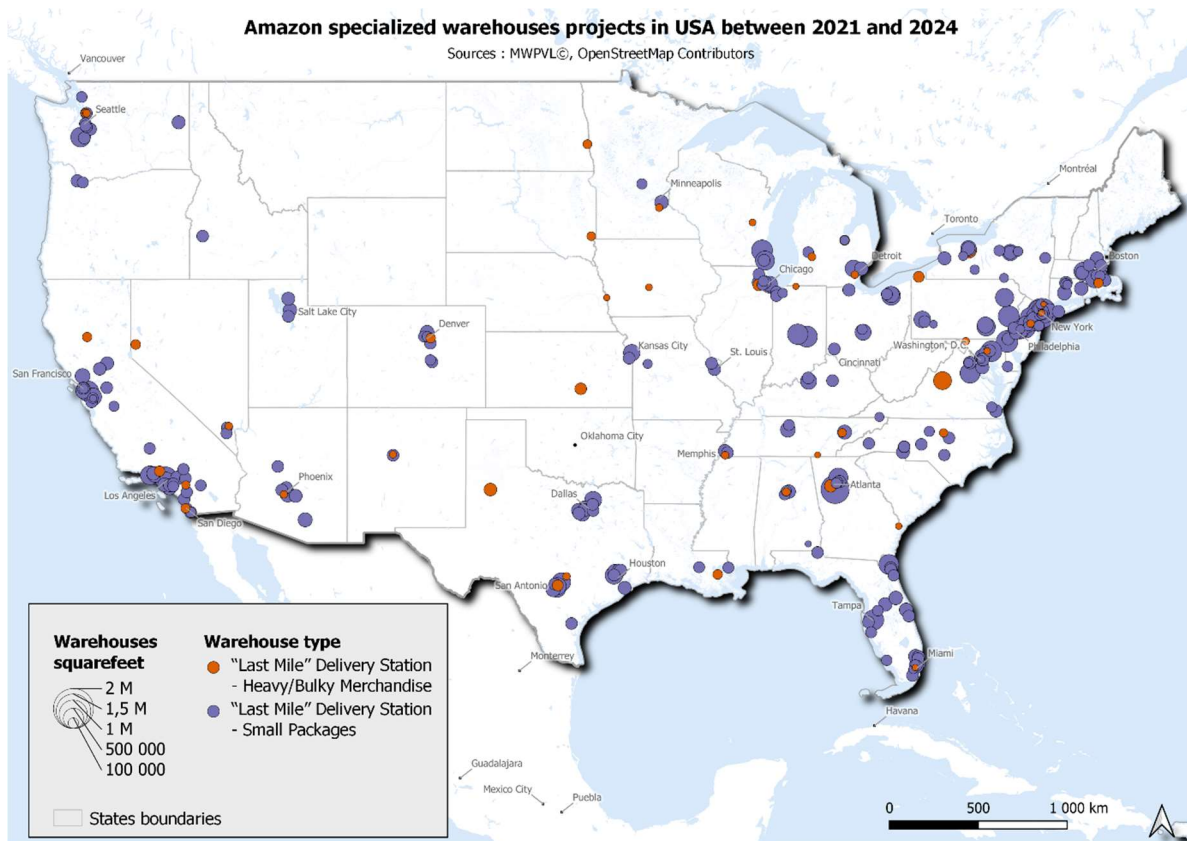 Amazon specialized warehouses projects in USA between 2021 and 2024
Sources : MWPVL©, OpenStreetMap Contributors
Vancouver
Seattle
Minneapolis
Montréal
Toronto
Boston
Detroit
Chicago
Salt Lake City
Denver
New York
San Francisco
Kansas City
St. Louis
Cincinnati
Washington, D.C.
Philadelphia
Oklahoma City
Memphis
Phoenix
Los Angeles
Atlanta
Dallas
San Diego
Houston
San Antonio
Tampa
Miami
Monterrey
Havana
Guadalajara
Mexico City
Puebla
Warehouses
squarefeet
2 M
1,5 M
1 M
500 000
100 000
Warehouse type
“Last Mile” Delivery Station
- Heavy/Bulky Merchandise
“Last Mile” Delivery Station
- Small Packages
States boundaries
0 500 1 000 km